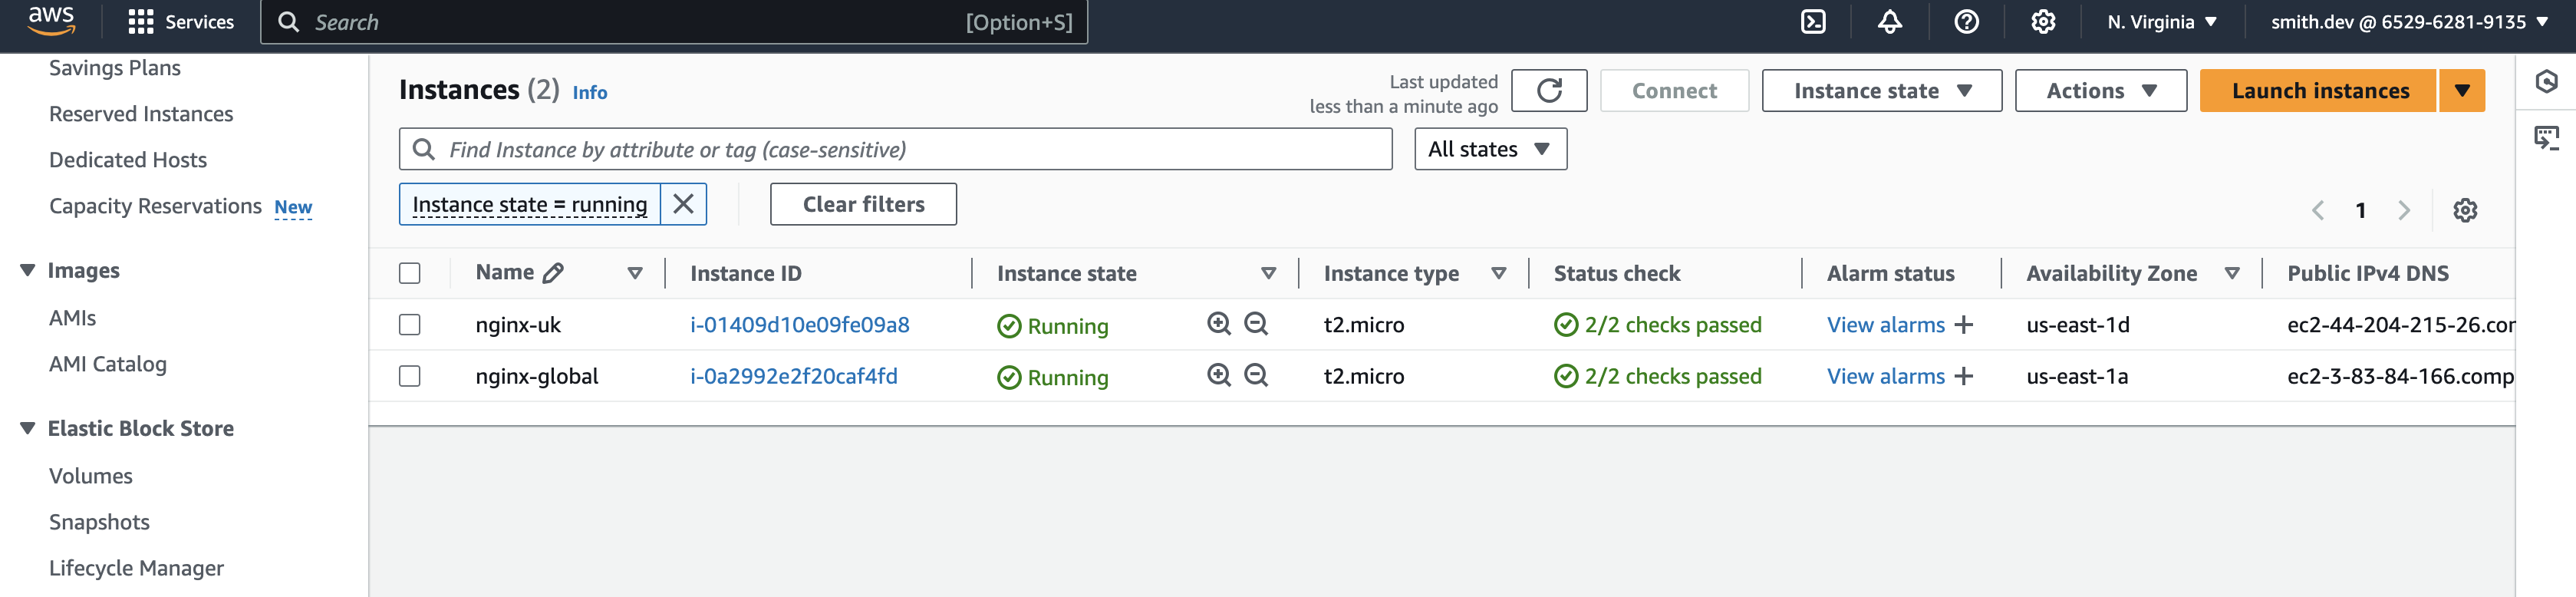 aws
Services
Search [Option+S]
N. Virginia
smith.dev @ 6529-6281-9135
Savings Plans
Reserved Instances
Dedicated Hosts
Capacity Reservations New
Images
AMIs
AMI Catalog
Elastic Block Store
Volumes
Snapshots
Lifecycle Manager
Instances (2) Info
Last updated
less than a minute ago
Connect
Instance state
Actions
Launch instances
Find Instance by attribute or tag (case-sensitive)
All states
Instance state = running
Clear filters
1
Name Instance ID Instance state Instance type Status check Alarm status Availability Zone Public IPv4 DNS
nginx-uk i-01409d10e09fe09a8 Running t2.micro 2/2 checks passed View alarms + us-east-1d ec2-44-204-215-26.cor
nginx-global i-0a2992e2f20caf4fd Running t2.micro 2/2 checks passed View alarms + us-east-1a ec2-3-83-84-166.comp